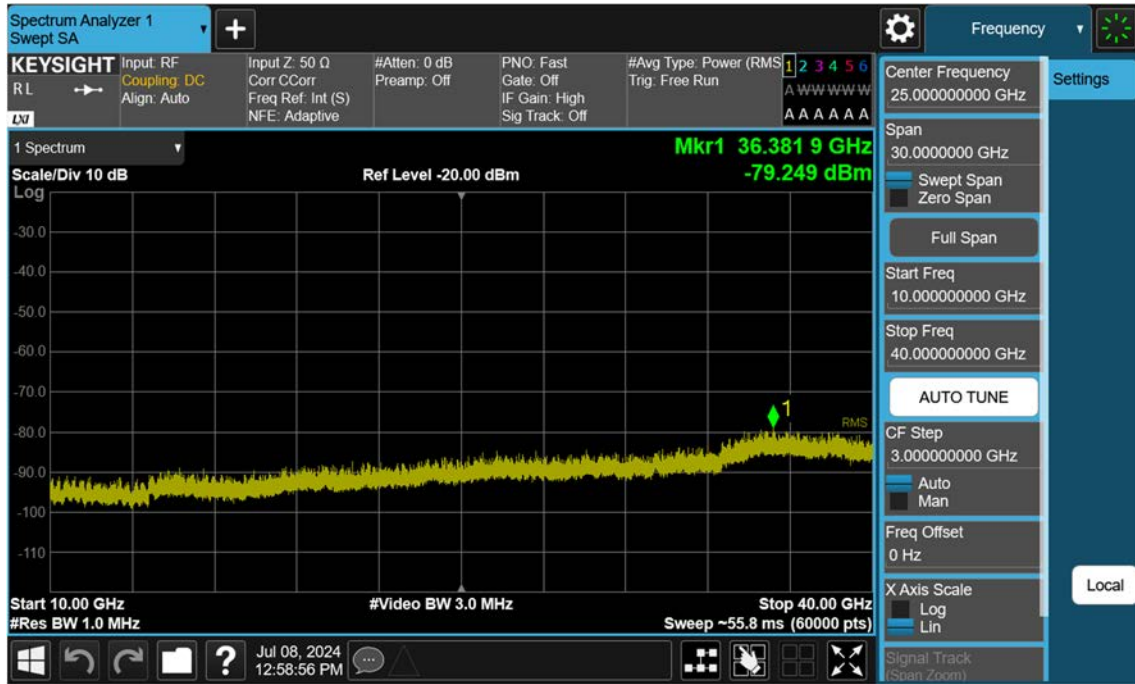 Spectrum Analyzer 1
Swept SA
Frequency
KEYSIGHT
RL
LXI
Input: RF
Coupling: DC
Align: Auto
Input Z: 50 Ω
Corr CCorr
Freq Ref: Int (S)
NFE: Adaptive
#Atten: 0 dB
Preamp: Off
PNO: Fast
Gate: Off
IF Gain: High
Sig Track: Off
#Avg Type: Power (RMS
Trig: Free Run
1 2 3 4 5 6
A W W W W W
A A A A A A
1 Spectrum
Scale/Div 10 dB
Ref Level -20.00 dBm
Mkr1 36.381 9 GHz
-79.249 dBm
Log
-30.0
-40.0
-50.0
-60.0
-70.0
-80.0
-90.0
-100
-110
1
RMS
Start 10.00 GHz
#Res BW 1.0 MHz
#Video BW 3.0 MHz
Stop 40.00 GHz
Sweep ~55.8 ms (60000 pts)
Center Frequency
25.000000000 GHz
Span
30.0000000 GHz
Swept Span
Zero Span
Full Span
Start Freq
10.000000000 GHz
Stop Freq
40.000000000 GHz
AUTO TUNE
CF Step
3.000000000 GHz
Auto
Man
Freq Offset
0 Hz
X Axis Scale
Log
Lin
Signal Track
(Span Zoom)
Settings
Local
?
Jul 08, 2024
12:58:56 PM